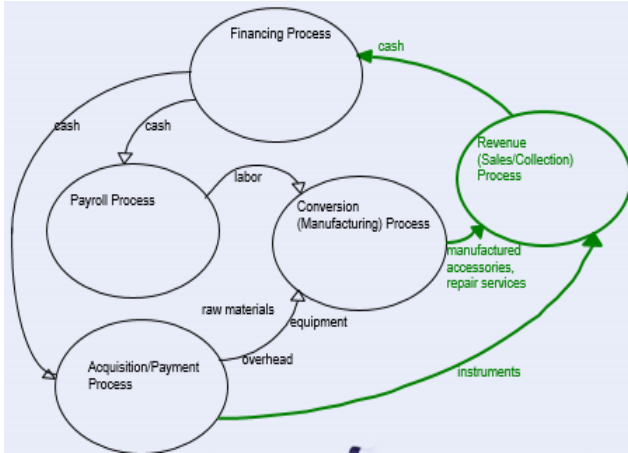 Financing Process
cash
cash
cash
Revenue
(Sales/Collection)
Process
labor
Payroll Process
Conversion
(Manufacturing) Process
manufactured
accessories,
repair services
raw materials
equipment
overhead
Acquisition/Payment
Process
instruments